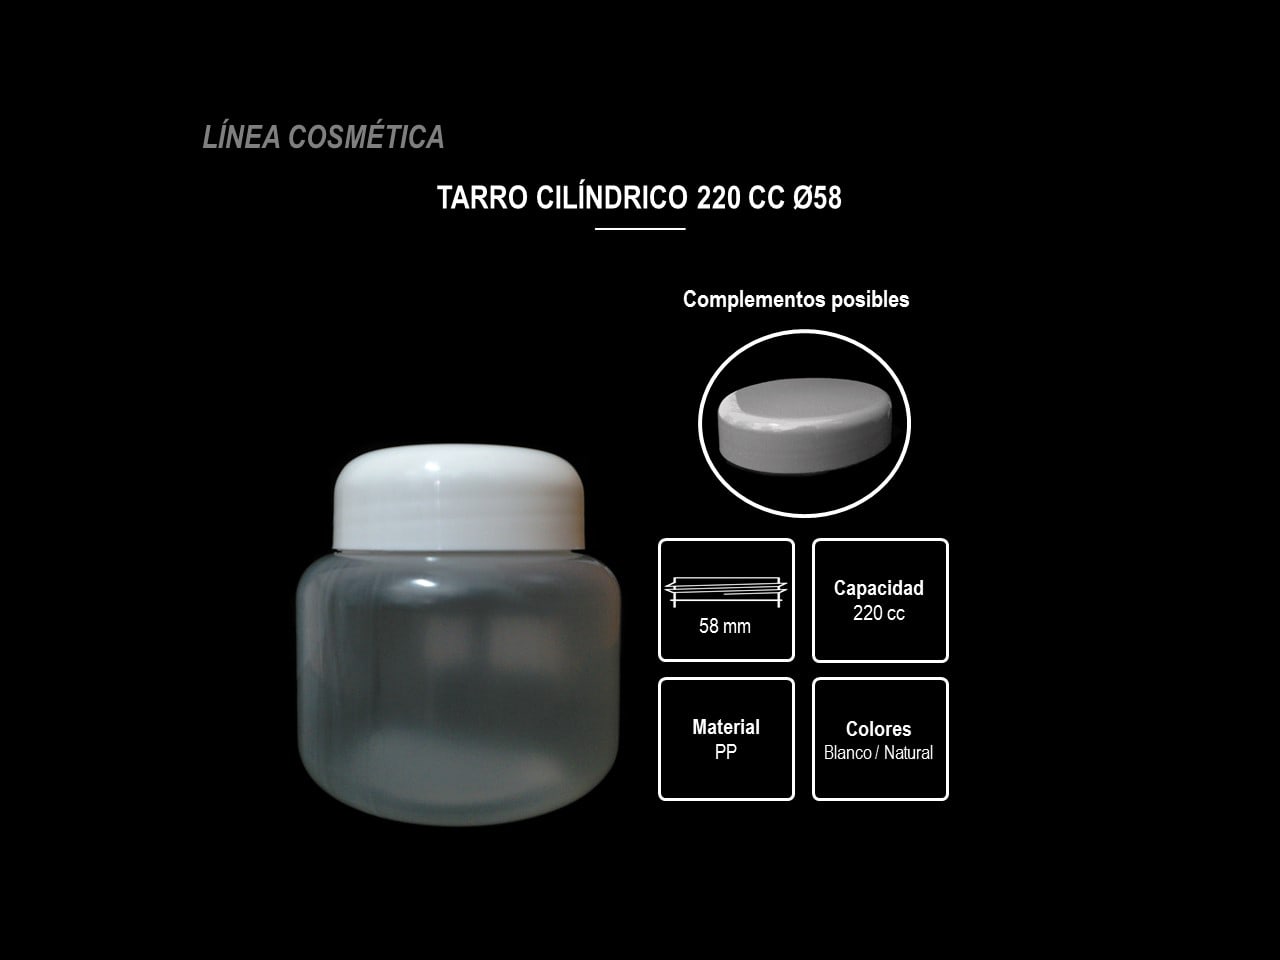 LÍNEA COSMÉTICA
TARRO CILÍNDRICO 220 CC Ø58
Complementos posibles
58 mm
Capacidad
220 cc
Material
PP
Colores
Blanco / Natural